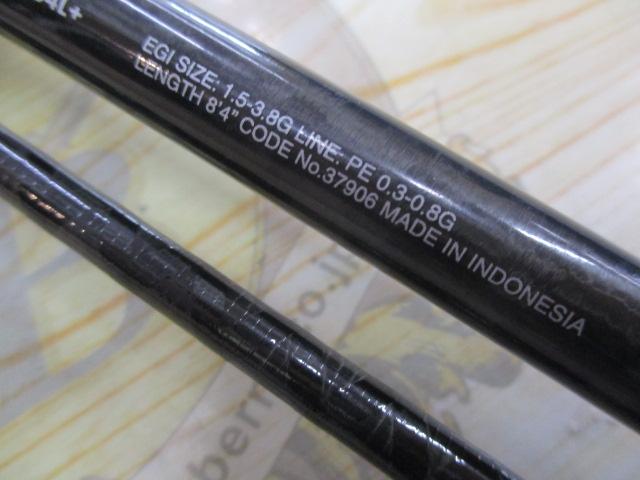 4L+
EGI SIZE: 1.5-3.8G LINE: PE 0.3-0.8G
LENGTH 8'4" CODE No.37906 MADE IN INDONESIA